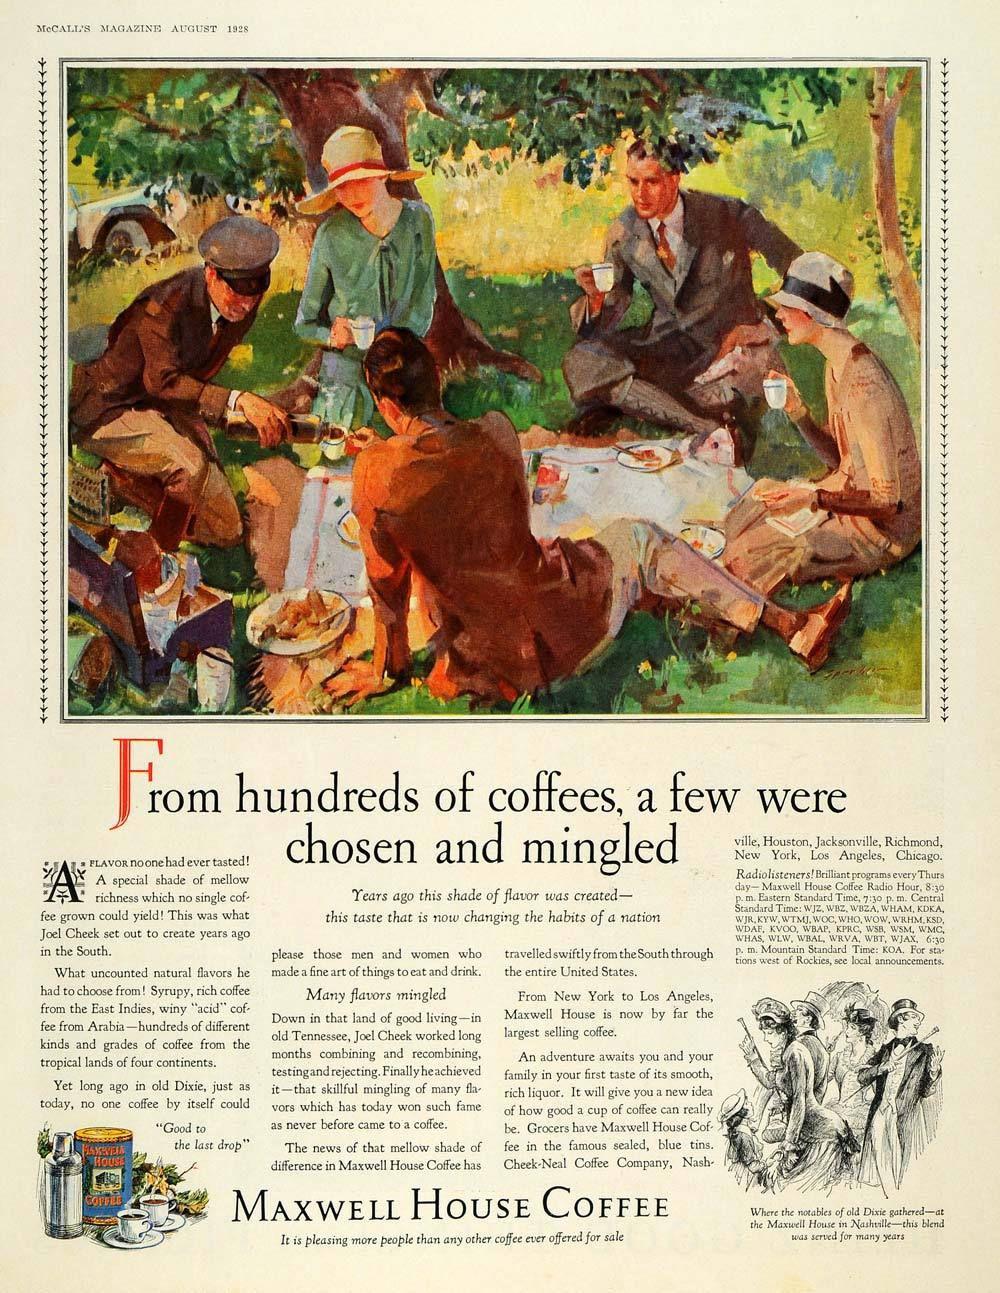 McCALL'S MAGAZINE AUGUST 1928
From hundreds of coffees, a few were
chosen and mingled
Years ago this shade of flavor was created—
this taste that is now changing the habits of a nation
A FLAVOR no one had ever tasted!
A special shade of mellow
richness which no single cof-
fee grown could yield! This was what
Joel Cheek set out to create years ago
in the South.
What uncounted natural flavors he
had to choose from! Syrupy, rich coffee
from the East Indies, winy "acid" cof-
fee from Arabia—hundreds of different
kinds and grades of coffee from the
tropical lands of four continents.
Yet long ago in old Dixie, just as
today, no one coffee by itself could
please those men and women who
made a fine art of things to eat and drink.
Many flavors mingled
Down in that land of good living—in
old Tennessee, Joel Cheek worked long
months combining and recombining,
testing and rejecting. Finally he achieved
it—that skillful mingling of many fla-
vors which has today won such fame
as never before came to a coffee.
The news of that mellow shade of
difference in Maxwell House Coffee has
travelled swiftly from the South through
the entire United States.
From New York to Los Angeles,
Maxwell House is now by far the
largest selling coffee.
An adventure awaits you and your
family in your first taste of its smooth,
rich liquor. It will give you a new idea
of how good a cup of coffee can really
be. Grocers have Maxwell House Cof-
fee in the famous sealed, blue tins.
Cheek-Neal Coffee Company, Nash-
ville, Houston, Jacksonville, Richmond,
New York, Los Angeles, Chicago.
Radio listeners! Brilliant programs every Thurs
day—Maxwell House Coffee Radio Hour, 8:30
p. m. Eastern Standard Time, 7:30 p. m. Central
Standard Time: WJZ, WBZ, WBZA, WHAM, KDKA,
WJR, KYW, WTMJ, WOC, WHO, WOW, WRHM, KSD,
WDAF, KVOO, WBAP, KPRC, WSB, WSM, WMC,
WHAS, WLW, WBAL, WRVA, WBT, WJAX, 6:30
p. m. Mountain Standard Time: KOA. For sta-
tions west of Rockies, see local announcements.
"Good to
the last drop"
MAXWELL
HOUSE
COFFEE
MAXWELL HOUSE COFFEE
It is pleasing more people than any other coffee ever offered for sale
Where the notables of old Dixie gathered—at
the Maxwell House in Nashville—this blend
was served for many years